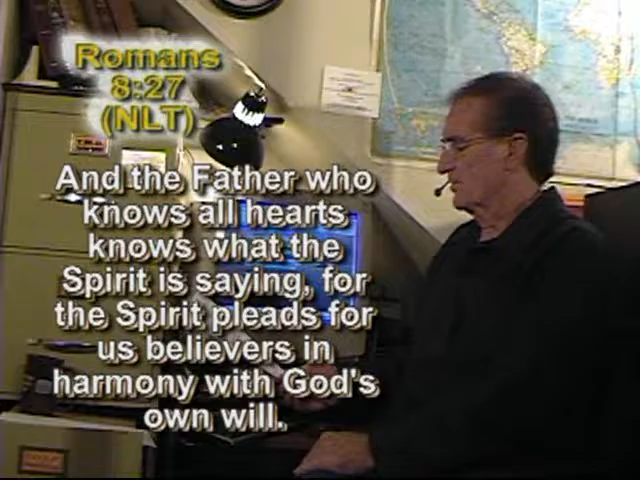 Romans
8:27
(NLT)
And the Father who
knows all hearts
knows what the
Spirit is saying, for
the Spirit pleads for
us believers in
harmony with God's
own will.